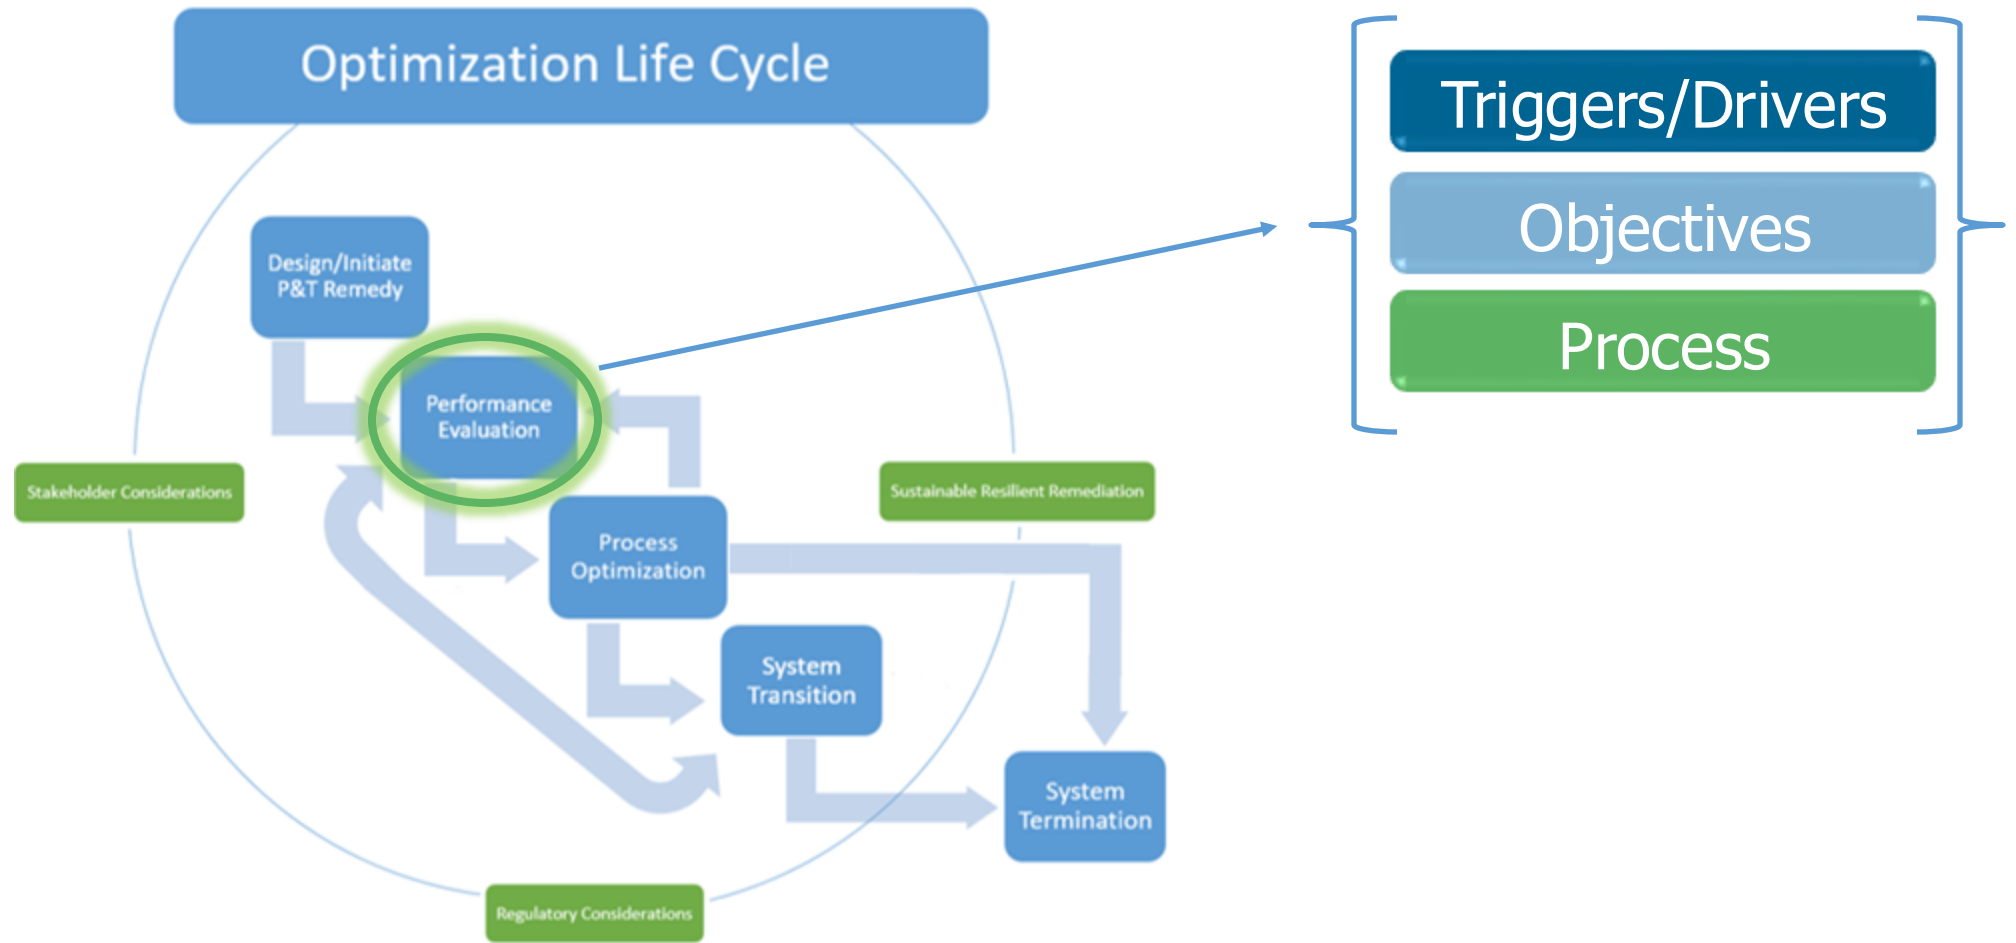 Optimization Life Cycle
Triggers/Drivers
Objectives
Process
Design/Initiate
P&T Remedy
Performance
Evaluation
Stakeholder Considerations
Sustainable Resilient Remediation
Process
Optimization
System
Transition
System
Termination
Regulatory Considerations